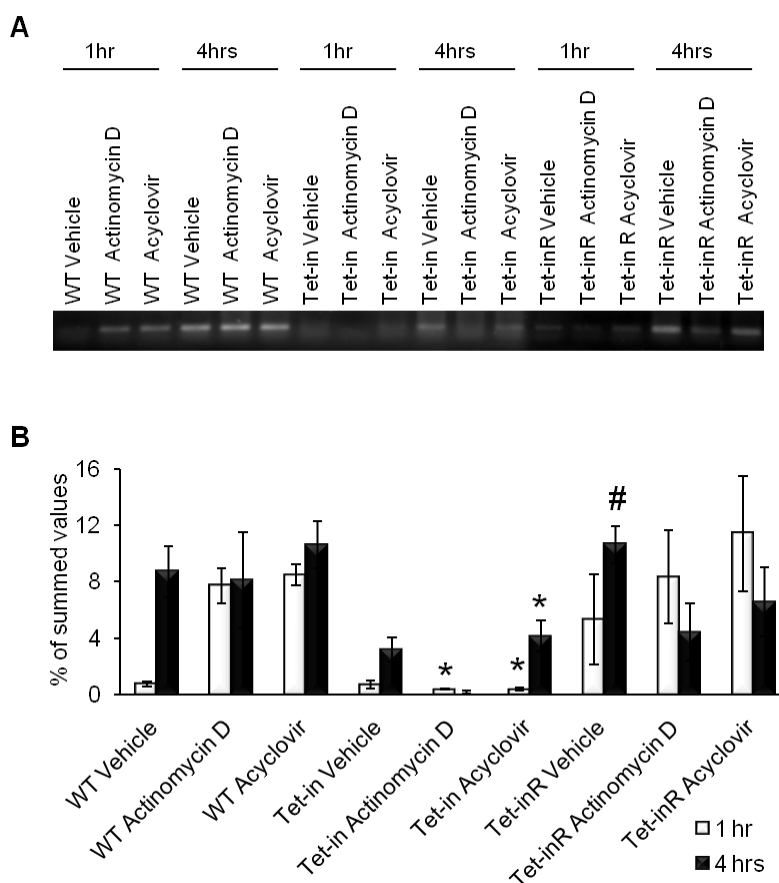 A
1hr 4hrs 1hr 4hrs 1hr 4hrs
WT Vehicle
WT Actinomycin D
WT Acyclovir
WT Vehicle
WT Actinomycin D
WT Acyclovir
Tet-in Vehicle
Tet-in Actinomycin D
Tet-in Acyclovir
Tet-in Vehicle
Tet-in Actinomycin D
Tet-in Acyclovir
Tet-inR Vehicle
Tet-inR Actinomycin D
Tet-in R Acyclovir
Tet-inR Vehicle
Tet-inR Actinomycin D
Tet-inR Acyclovir
B
% of summed values
16
12
8
4
0
* * * #
WT Vehicle
WT Actinomycin D
WT Acyclovir
Tet-in Vehicle
Tet-in Actinomycin D
Tet-in Acyclovir
Tet-inR Vehicle
Tet-inR Actinomycin D
Tet-inR Acyclovir
1 hr
4 hrs